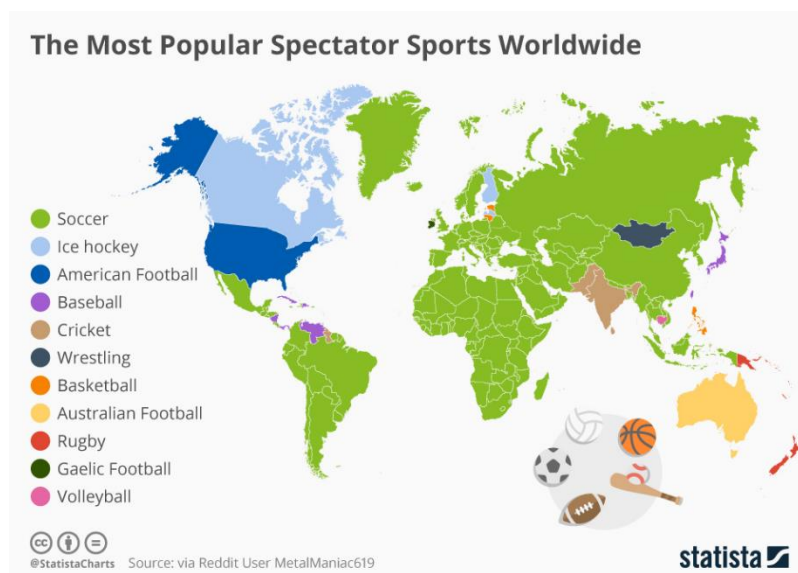 The Most Popular Spectator Sports Worldwide
Soccer
Ice hockey
American Football
Baseball
Cricket
Wrestling
Basketball
Australian Football
Rugby
Gaelic Football
Volleyball
cc
@StatistaCharts Source: via Reddit User MetalManiac619
statista